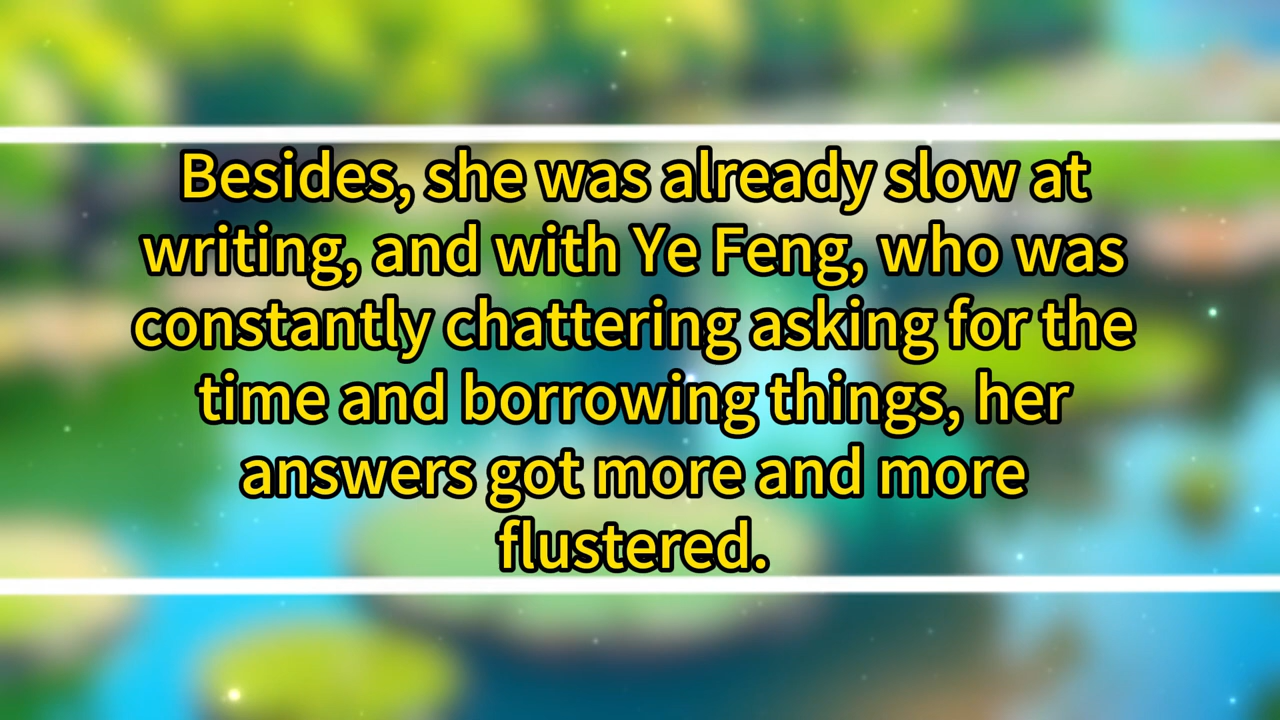 Besides, she was already slow at
writing, and with Ye Feng, who was
constantly chattering asking for the
time and borrowing things, her
answers got more and more
flustered.